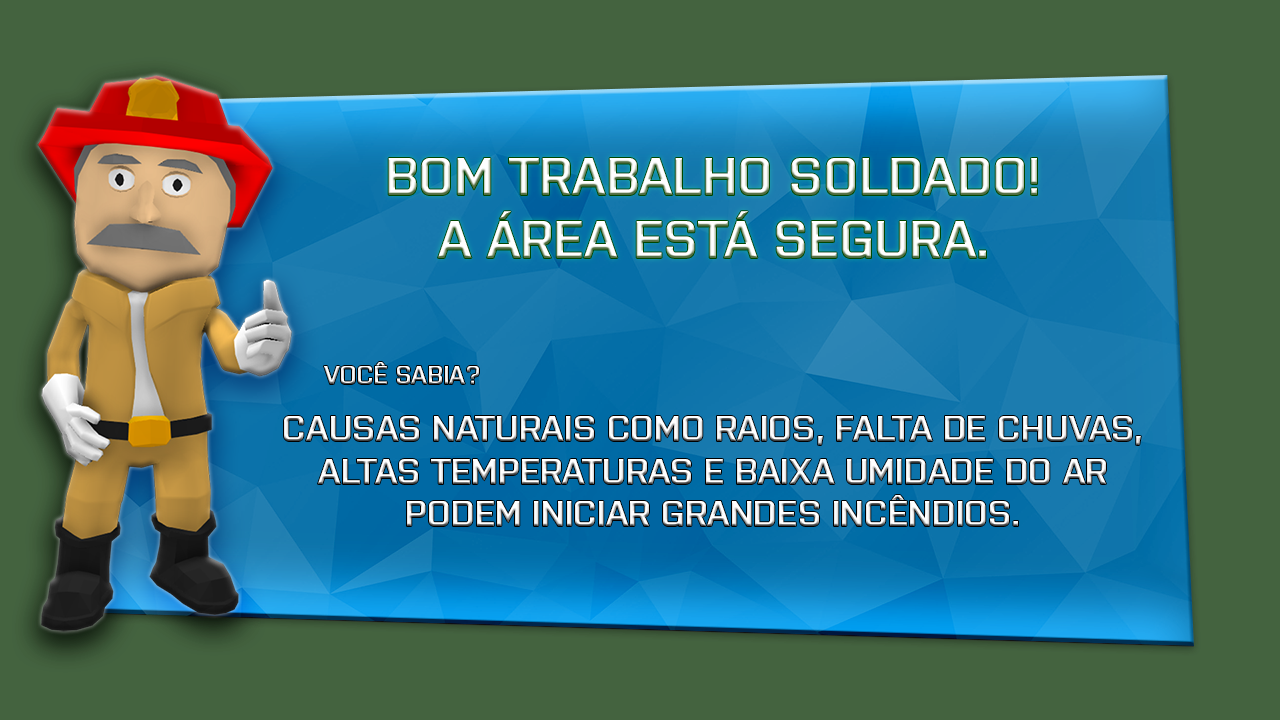 BOM TRABALHO SOLDADO!
A ÁREA ESTÁ SEGURA.
VOCÊ SABIA?
CAUSAS NATURAIS COMO RAIOS, FALTA DE CHUVAS,
ALTAS TEMPERATURAS E BAIXA UMIDADE DO AR
PODEM INICIAR GRANDES INCÊNDIOS.